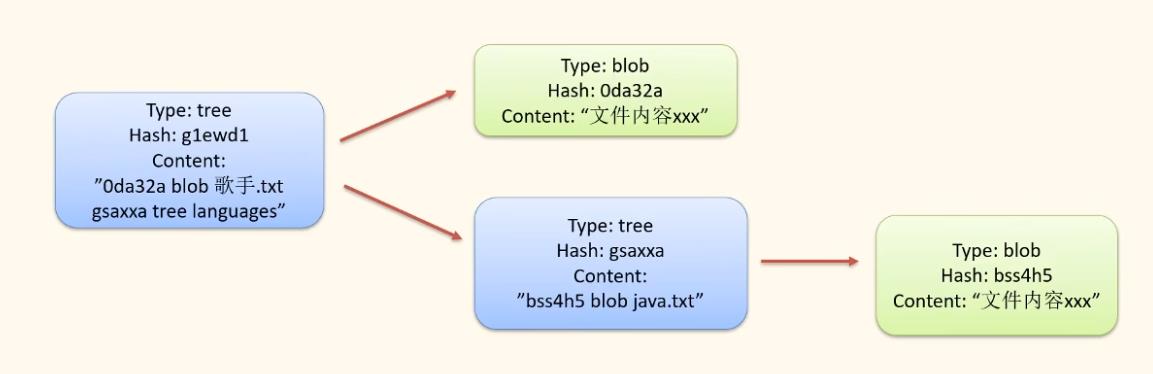 Type: tree
Hash: g1ewd1
Content:
”0da32a blob 歌手.txt
gsaxxa tree languages”
Type: blob
Hash: 0da32a
Content: “文件内容xxx”
Type: tree
Hash: gsaxxa
Content:
”bss4h5 blob java.txt”
Type: blob
Hash: bss4h5
Content: “文件内容xxx”